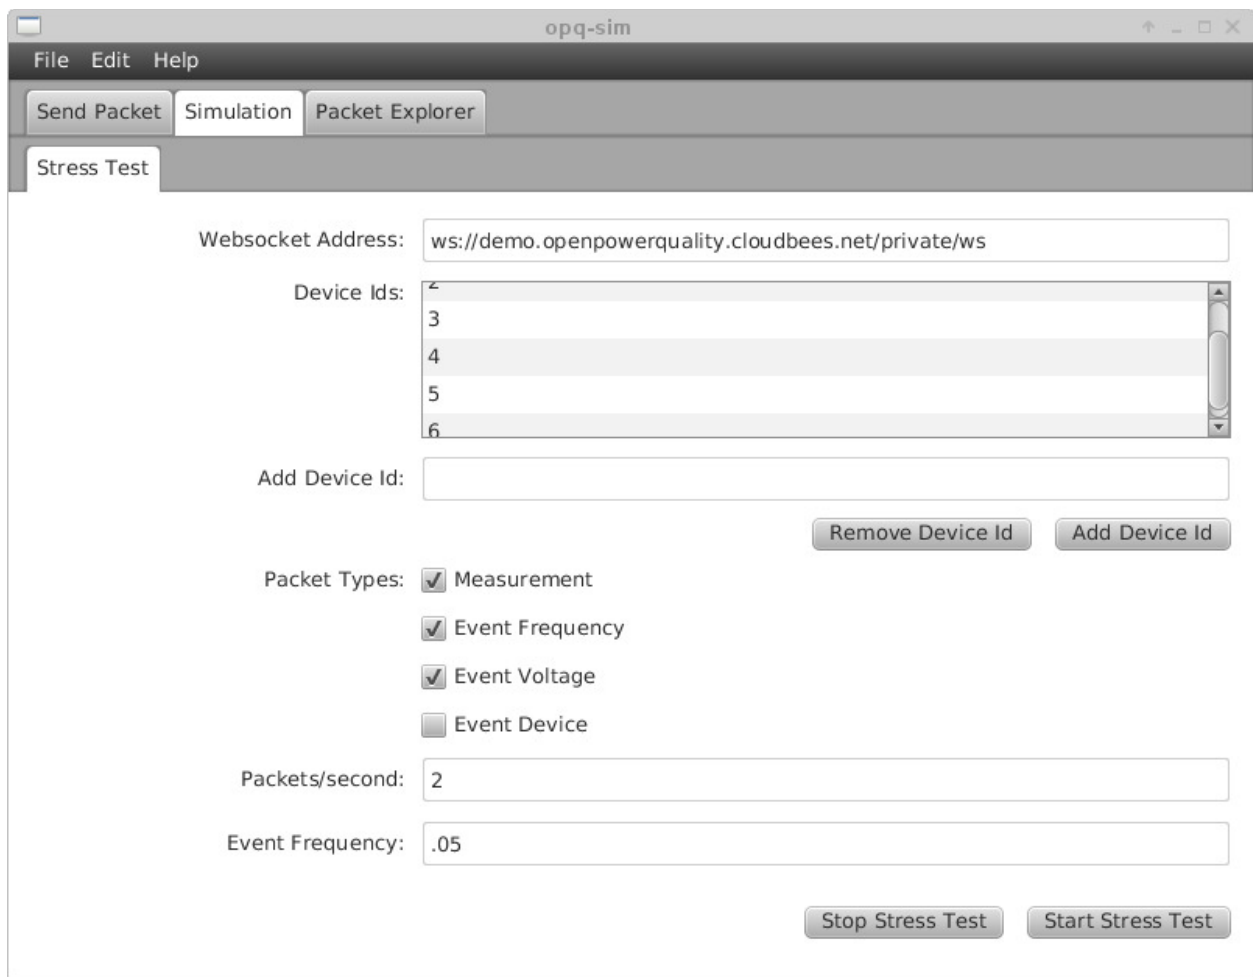 opq-sim
File Edit Help
Send Packet Simulation Packet Explorer
Stress Test
Websocket Address: ws://demo.openpowerquality.cloudbees.net/private/ws
Device Ids:
2
3
4
5
6
Add Device Id:
Remove Device Id Add Device Id
Packet Types: Measurement
Event Frequency
Event Voltage
Event Device
Packets/second: 2
Event Frequency: .05
Stop Stress Test Start Stress Test